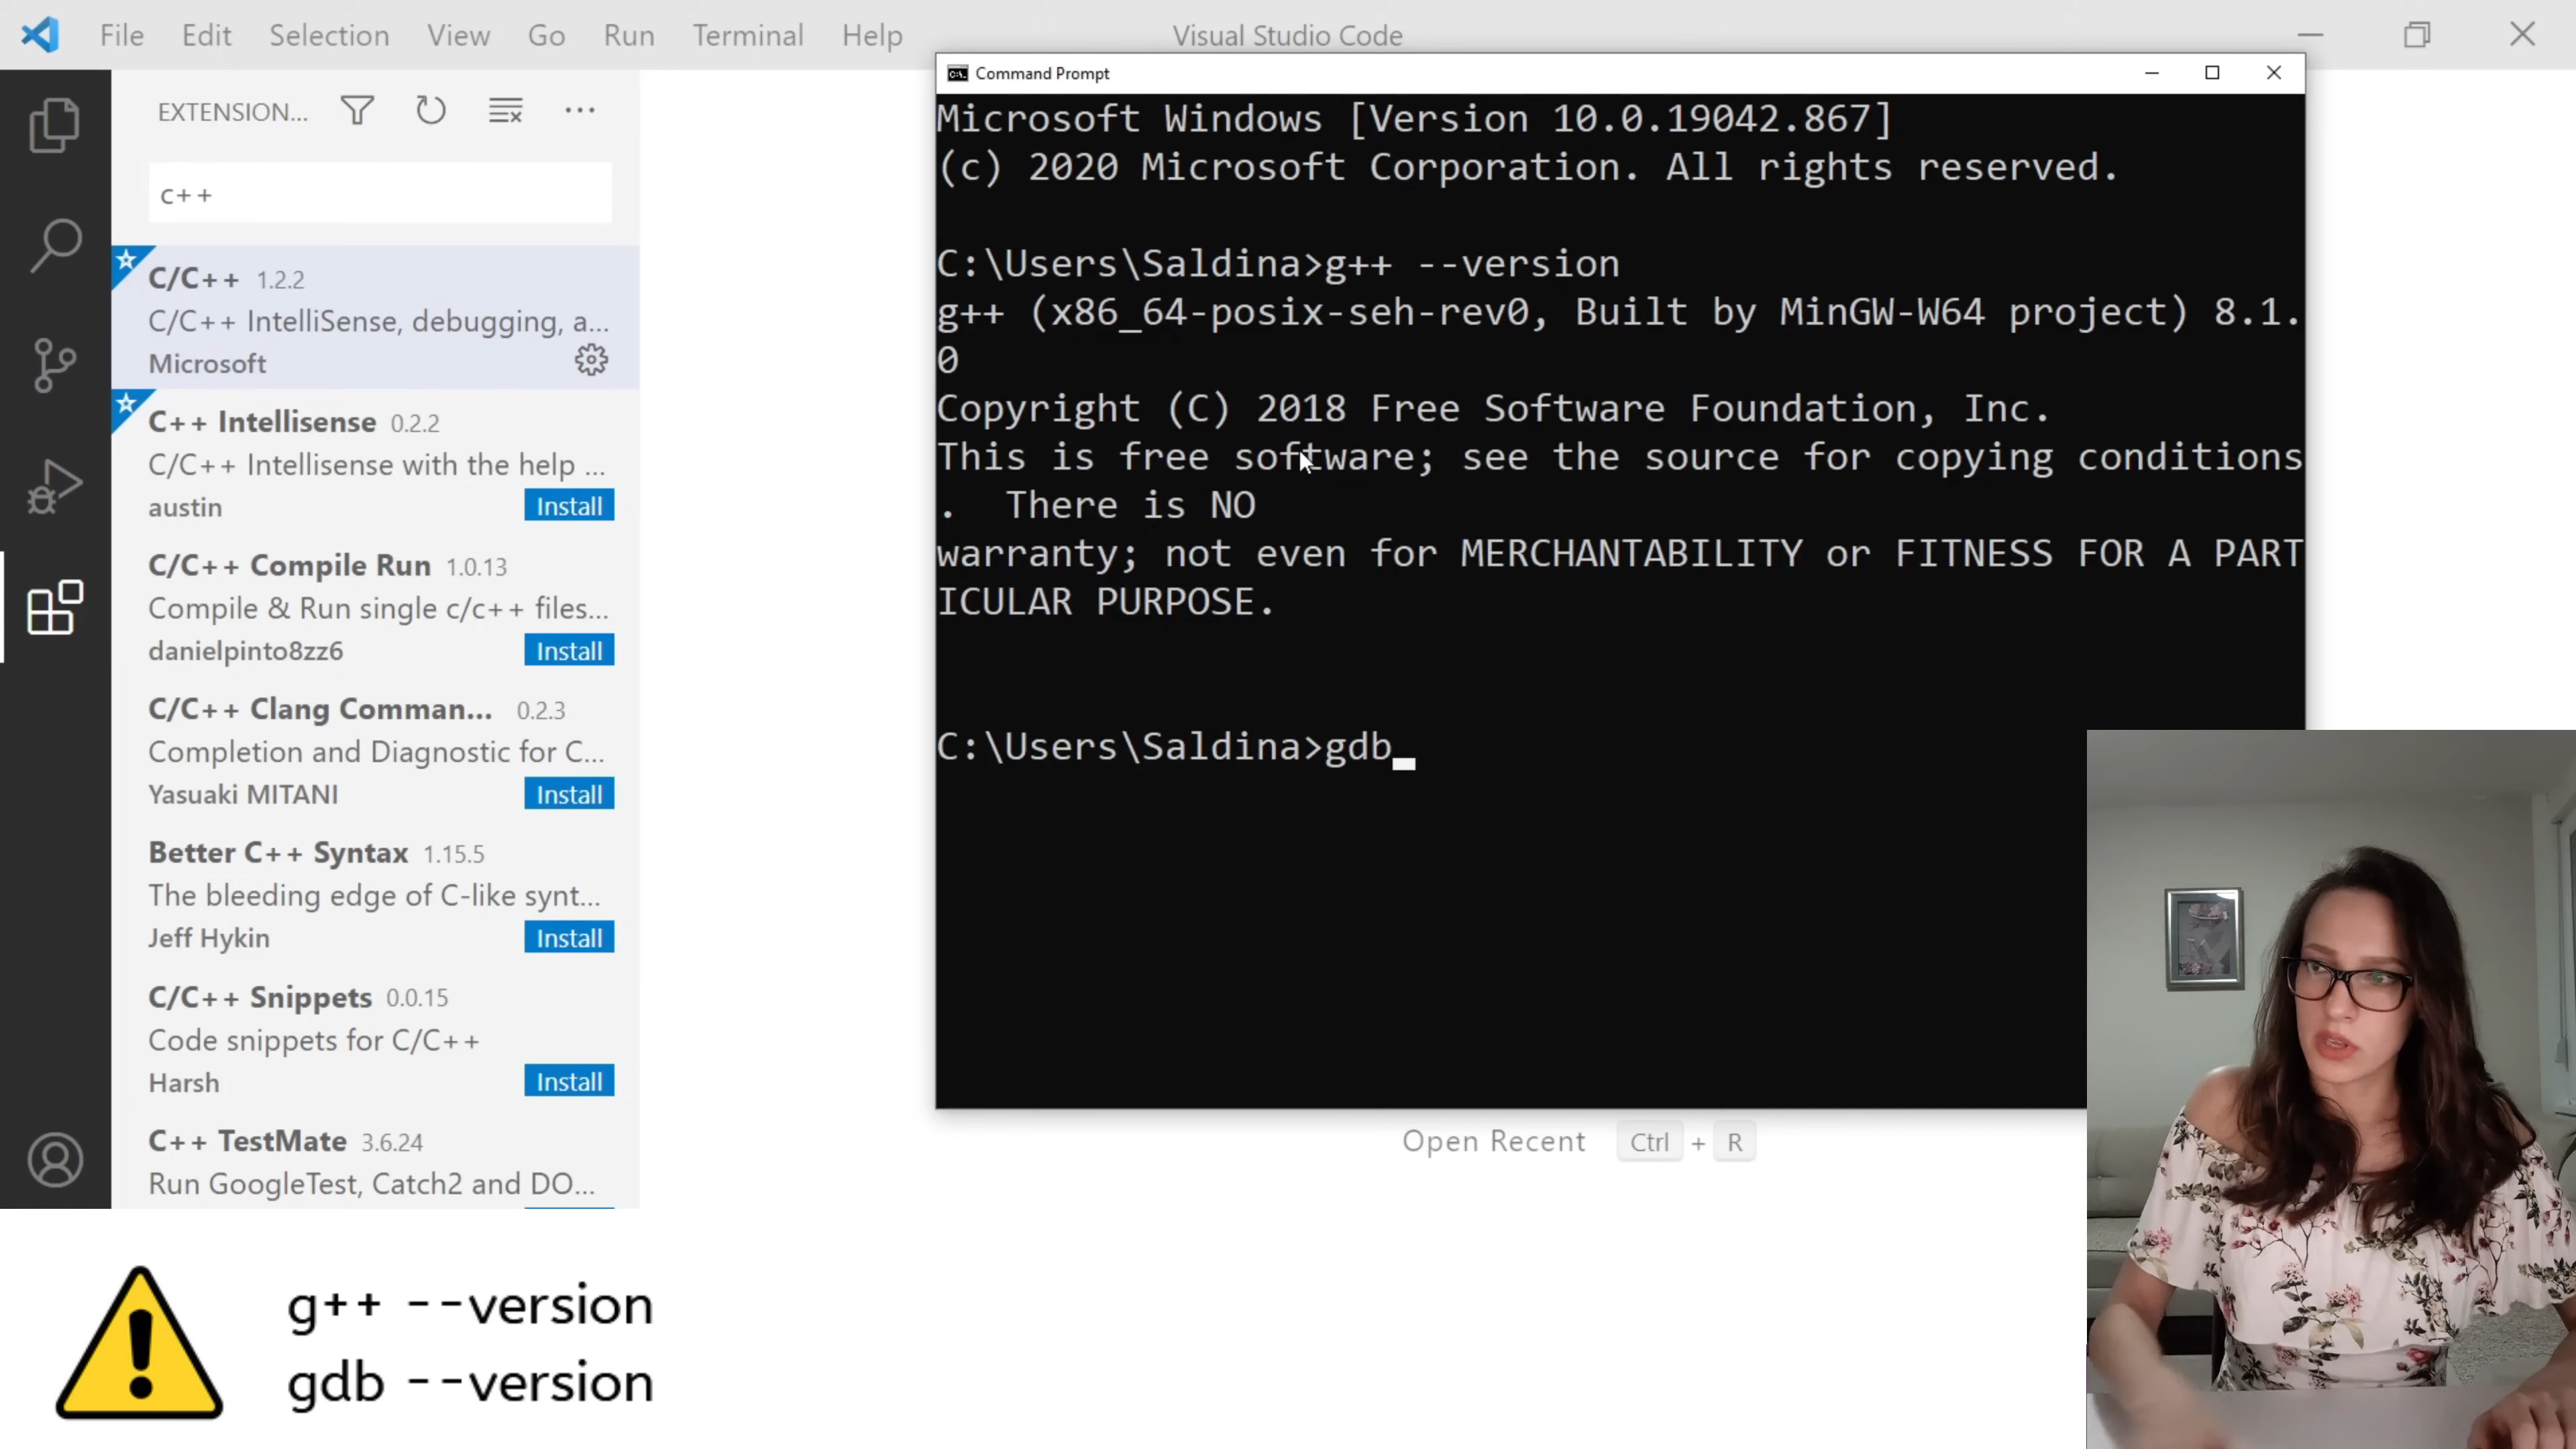 File Edit Selection View Go Run Terminal Help Visual Studio Code
EXTENSION...
c++
C/C++ 1.2.2
C/C++ IntelliSense, debugging, a...
Microsoft
C++ Intellisense 0.2.2
C/C++ Intellisense with the help ...
austin Install
C/C++ Compile Run 1.0.13
Compile & Run single c/c++ files...
danielpinto8zz6 Install
C/C++ Clang Comman... 0.2.3
Completion and Diagnostic for C...
Yasuaki MITANI Install
Better C++ Syntax 1.15.5
The bleeding edge of C-like synt...
Jeff Hykin Install
C/C++ Snippets 0.0.15
Code snippets for C/C++
Harsh Install
C++ TestMate 3.6.24
Run GoogleTest, Catch2 and DO...
Command Prompt
Microsoft Windows [Version 10.0.19042.867]
(c) 2020 Microsoft Corporation. All rights reserved.
C:\Users\Saldina>g++ --version
g++ (x86_64-posix-seh-rev0, Built by MinGW-W64 project) 8.1.
0
Copyright (C) 2018 Free Software Foundation, Inc.
This is free software; see the source for copying conditions
. There is NO
warranty; not even for MERCHANTABILITY or FITNESS FOR A PART
ICULAR PURPOSE.
C:\Users\Saldina>gdb
Open Recent Ctrl + R
g++ --version
gdb --version